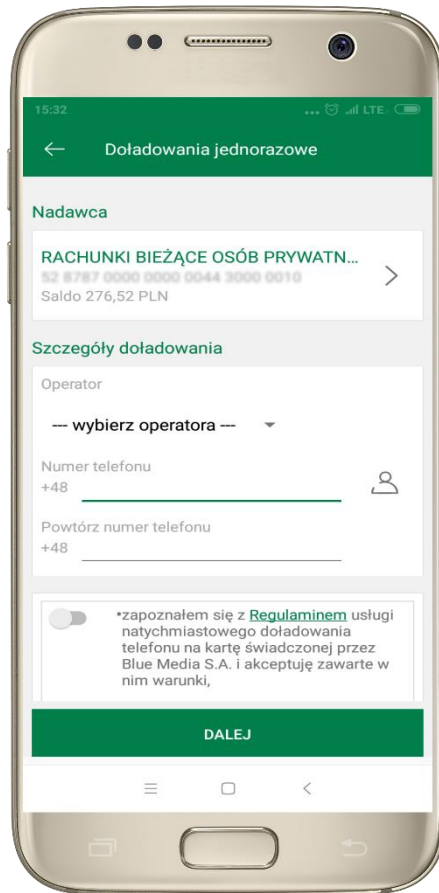 15:32 ... LTE
Doładowania jednorazowe
Nadawca
RACHUNKI BIEŻĄCE OSÓB PRYWATN...
52 8787 0000 0000 0044 3000 0010
Saldo 276,52 PLN
Szczegóły doładowania
Operator
--- wybierz operatora ---
Numer telefonu
+48
Powtórz numer telefonu
+48
•zapoznałem się z Regulaminem usługi
natychmiastowego doładowania
telefonu na kartę świadczonej przez
Blue Media S.A. i akceptuję zawarte w
nim warunki,
DALEJ